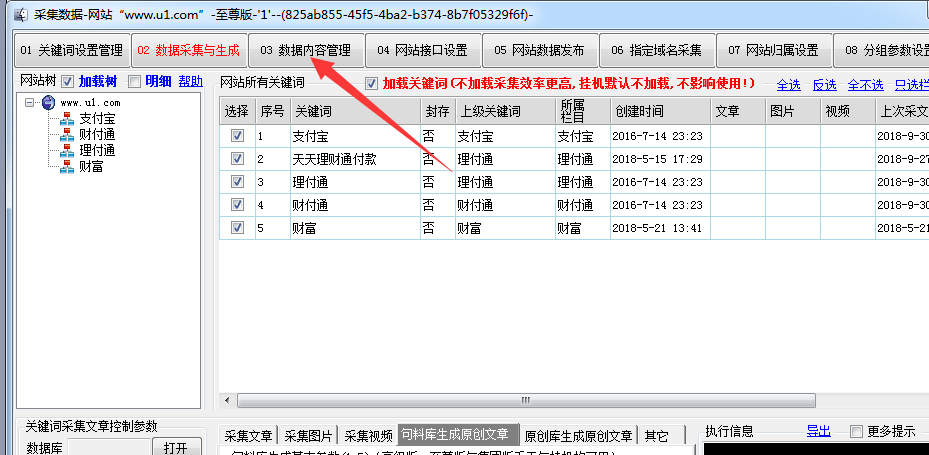 采集数据-网站“www.u1.com”-至尊版-'1'--(825ab855-45f5-4ba2-b374-8b7f05329f6f)-
01 关键词设置管理 02 数据采集与生成 03 数据内容管理 04 网站接口设置 05 网站数据发布 06 指定域名采集 07 网站归属设置 08 分组参数设
网站树 加载树 明细 帮助
www.u1.com
支付宝
财付通
理付通
财富
网站所有关键词 加载关键词(不加载采集效率更高,挂机默认不加载,不影响使用!) 全选 反选 全不选 只选栏
选择 序号 关键词 封存 上级关键词 所属栏目 创建时间 文章 图片 视频 上次采文
1 支付宝 否 支付宝 支付宝 2016-7-14 23:23 2018-9-30
2 天天理财通付款 否 理付通 理付通 2018-5-15 17:29 2018-9-27
3 理付通 否 理付通 理付通 2016-7-14 23:23 2018-9-30
4 财付通 否 财付通 财付通 2016-7-14 23:23 2018-9-30
5 财富 否 财富 财富 2018-5-21 13:41 2018-5-21
关键词采集文章控制参数
数据库 打开
采集文章 采集图片 采集视频 句料库生成原创文章 原创库生成原创文章 其它
执行信息 导出 更多提示